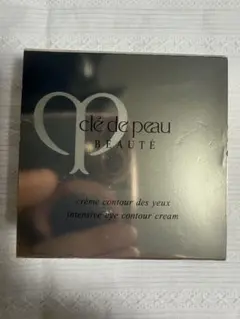 clé de peau
BEAUTÉ
crème contour des yeux
intensive eye contour cream